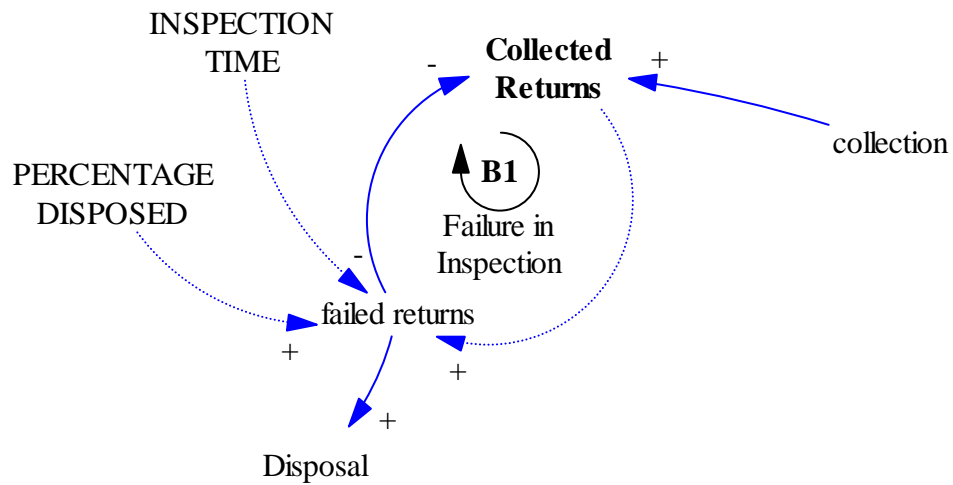 INSPECTION
TIME
-
Collected
Returns
+
collection
PERCENTAGE
DISPOSED
B1
Failure in
Inspection
-
failed returns
+
+
+
Disposal